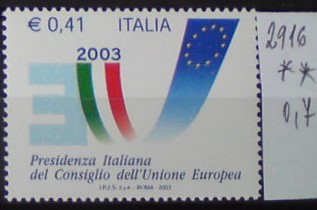 € 0,41 ITALIA
2003
Presidenza Italiana
del Consiglio dell'Unione Europea
I.P.Z.S. S.p.A. - ROMA - 2003
2916
**
0,7